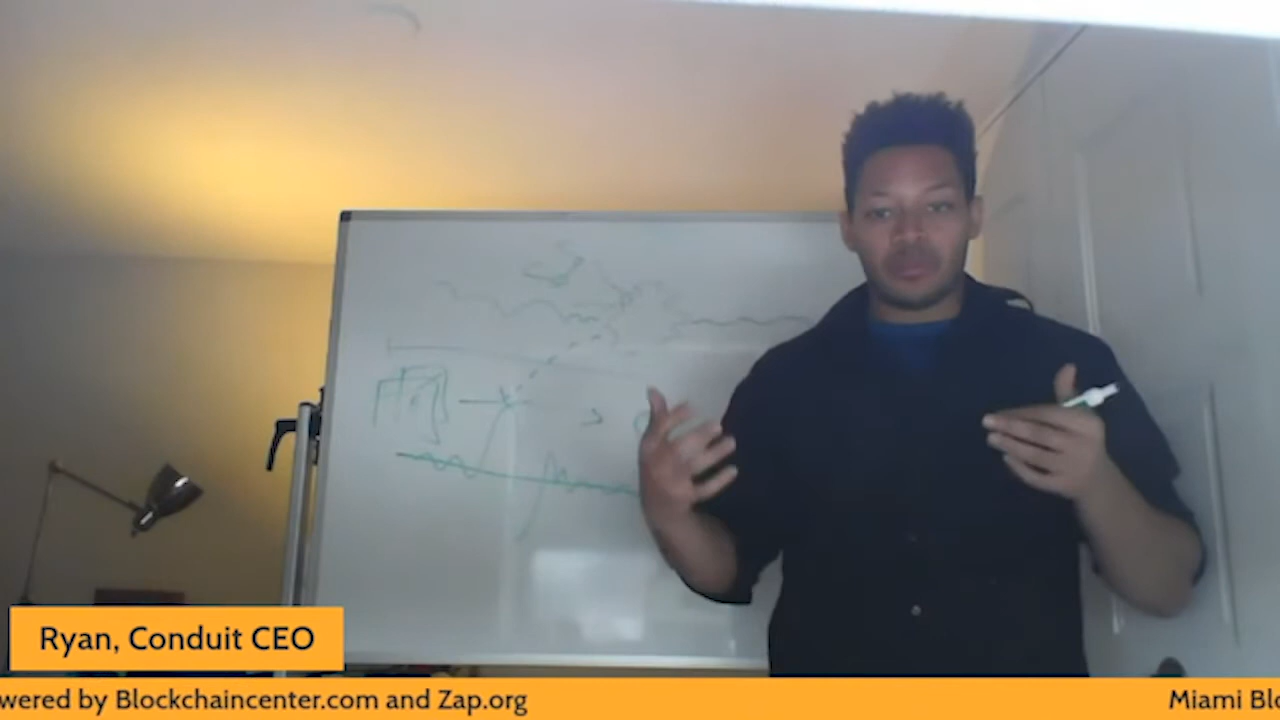 Ryan, Conduit CEO
wered by Blockchaincenter.com and Zap.org
Miami Blo